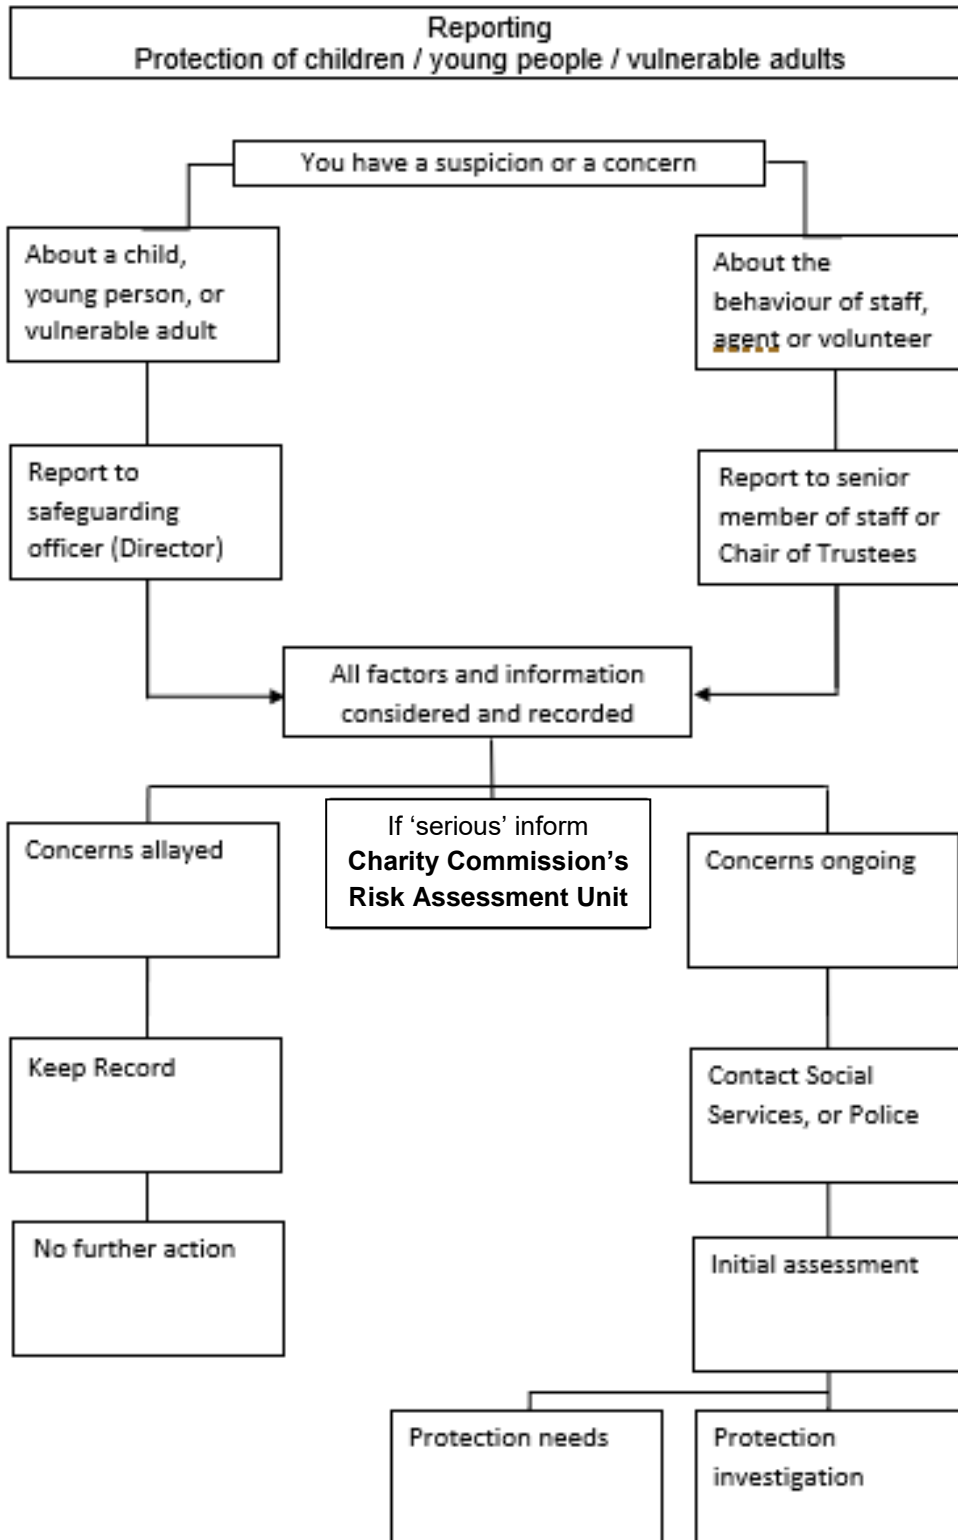 Reporting
Protection of children / young people / vulnerable adults
You have a suspicion or a concern
About a child,
young person, or
vulnerable adult
About the
behaviour of staff,
agent or volunteer
Report to
safeguarding
officer (Director)
Report to senior
member of staff or
Chair of Trustees
All factors and information
considered and recorded
Concerns allayed
If ‘serious’ inform
Charity Commission’s
Risk Assessment Unit
Concerns ongoing
Keep Record
Contact Social
Services, or Police
No further action
Initial assessment
Protection needs
Protection
investigation